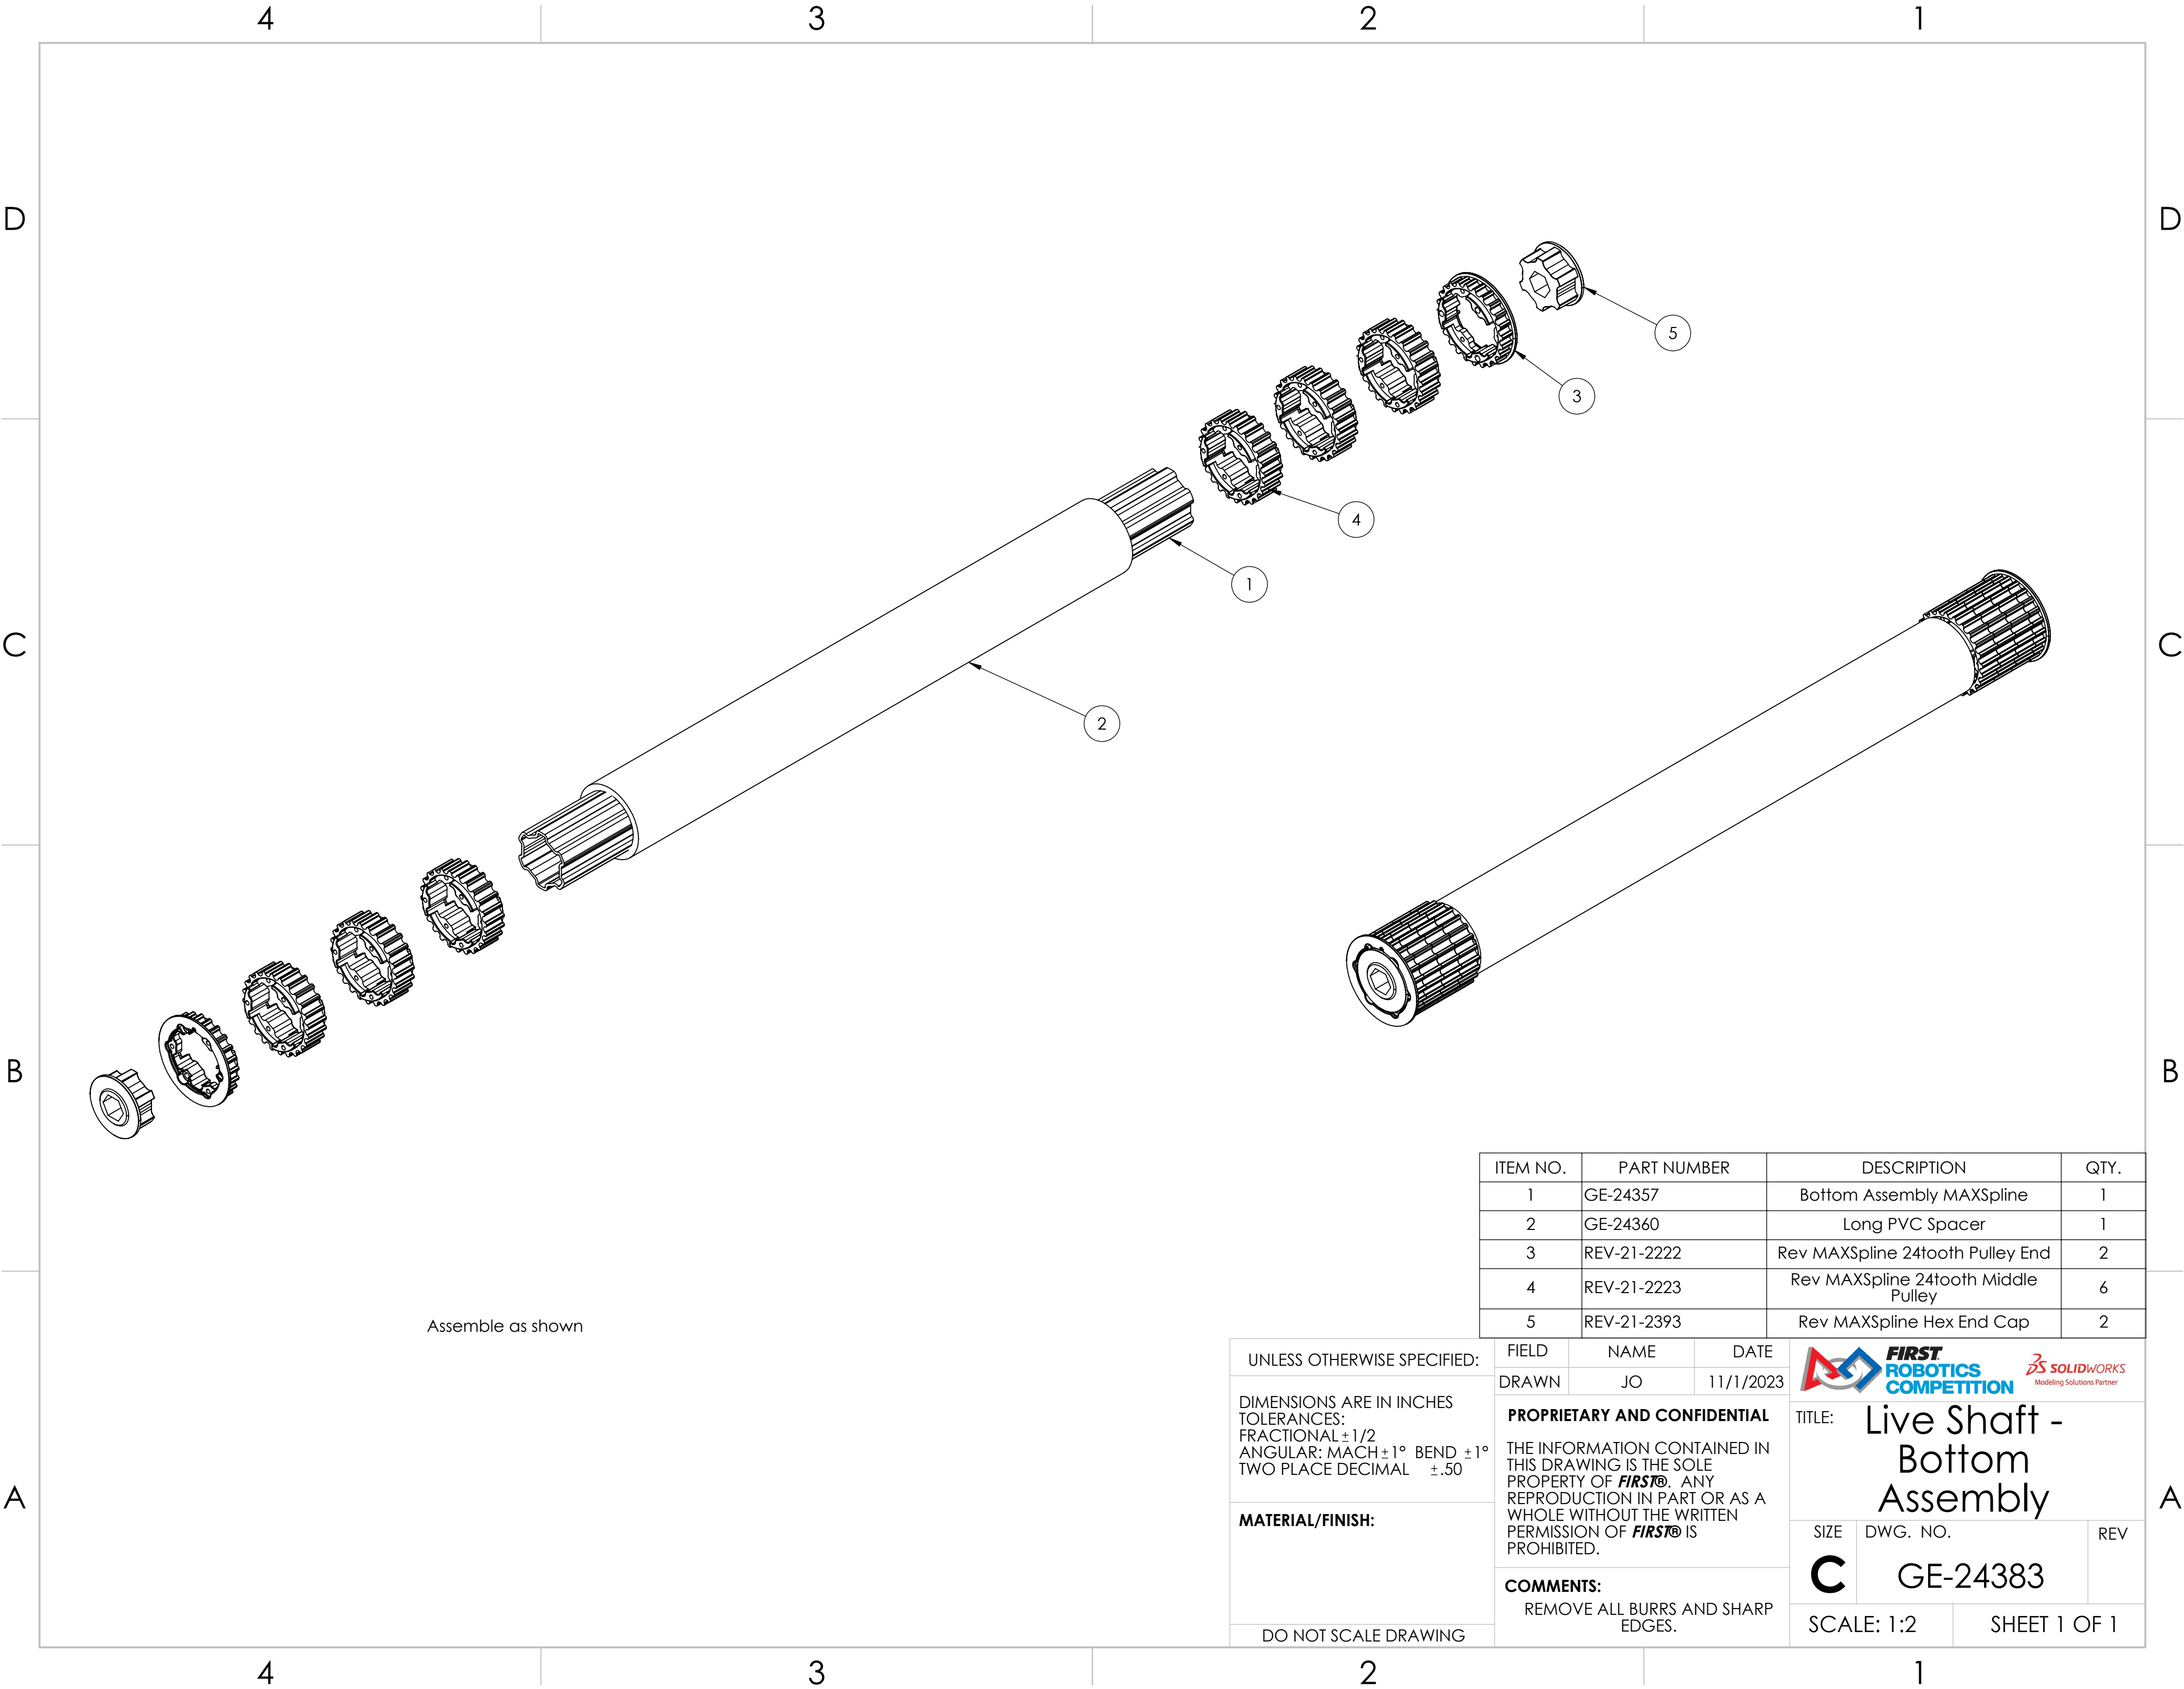 4 3 2 1
D D
5
3
4
1
C C
2
B B
ITEM NO. PART NUMBER DESCRIPTION QTY.
1 GE-24357 Bottom Assembly MAXSpline 1
2 GE-24360 Long PVC Spacer 1
3 REV-21-2222 Rev MAXSpline 24tooth Pulley End 2
4 REV-21-2223 Rev MAXSpline 24tooth Middle
Pulley 6
5 REV-21-2393 Rev MAXSpline Hex End Cap 2
Assemble as shown
UNLESS OTHERWISE SPECIFIED:
DIMENSIONS ARE IN INCHES
TOLERANCES:
FRACTIONAL±1/2
ANGULAR: MACH±1° BEND ±1°
TWO PLACE DECIMAL ±.50
MATERIAL/FINISH:
DO NOT SCALE DRAWING
FIELD NAME DATE
DRAWN JO 11/1/2023
PROPRIETARY AND CONFIDENTIAL
THE INFORMATION CONTAINED IN
THIS DRAWING IS THE SOLE
PROPERTY OF FIRST®. ANY
REPRODUCTION IN PART OR AS A
WHOLE WITHOUT THE WRITTEN
PERMISSION OF FIRST® IS
PROHIBITED.
COMMENTS:
REMOVE ALL BURRS AND SHARP
EDGES.
FIRST
ROBOTICS
COMPETITION
SOLIDWORKS
Modeling Solutions Partner
TITLE: Live Shaft -
Bottom
Assembly
SIZE DWG. NO. REV
C GE-24383
SCALE: 1:2 SHEET 1 OF 1
A A
4 3 2 1